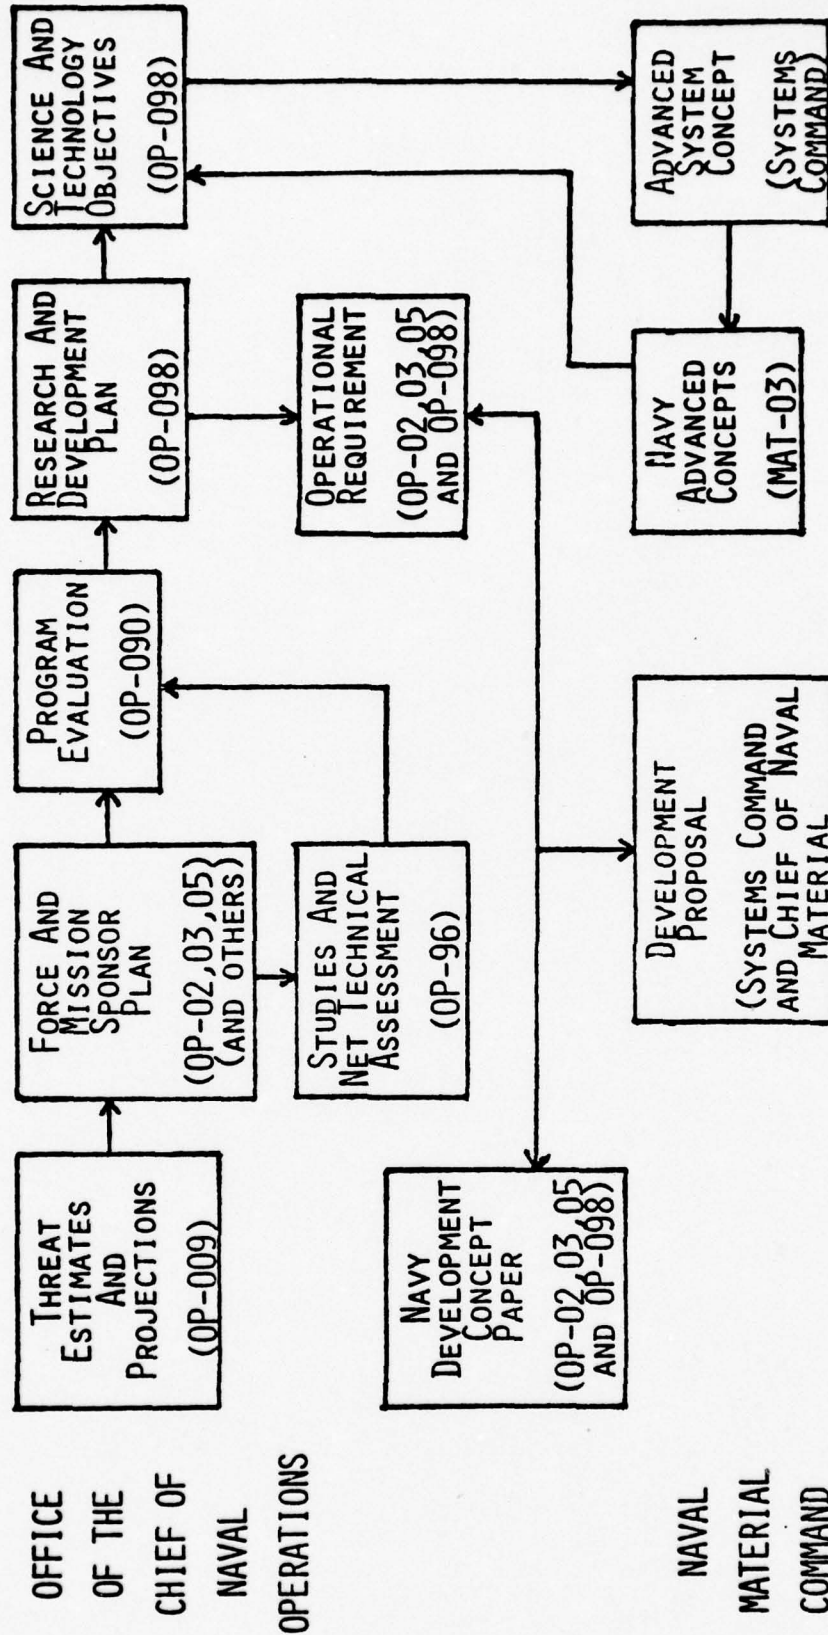 OFFICE
OF THE
CHIEF OF
NAVAL
OPERATIONS
THREAT
ESTIMATES
AND
PROJECTIONS
(OP-009)
FORCE AND
MISSION
SPONSOR
PLAN
(OP-02,03,05)
(AND OTHERS)
PROGRAM
EVALUATION
(OP-090)
RESEARCH AND
DEVELOPMENT
PLAN
(OP-098)
SCIENCE AND
TECHNOLOGY
OBJECTIVES
(OP-098)
STUDIES AND
NET TECHNICAL
ASSESSMENT
(OP-96)
OPERATIONAL
REQUIREMENT
(OP-02,03,05
AND OP-098)
NAVY
DEVELOPMENT
CONCEPT
PAPER
(OP-02,03,05
AND OP-098)
NAVAL
MATERIAL
COMMAND
DEVELOPMENT
PROPOSAL
(SYSTEMS COMMAND
AND CHIEF OF NAVAL
MATERIAL
NAVY
ADVANCED
CONCEPTS
(MAT-03)
ADVANCED
SYSTEM
CONCEPT
(SYSTEMS
COMMAND)